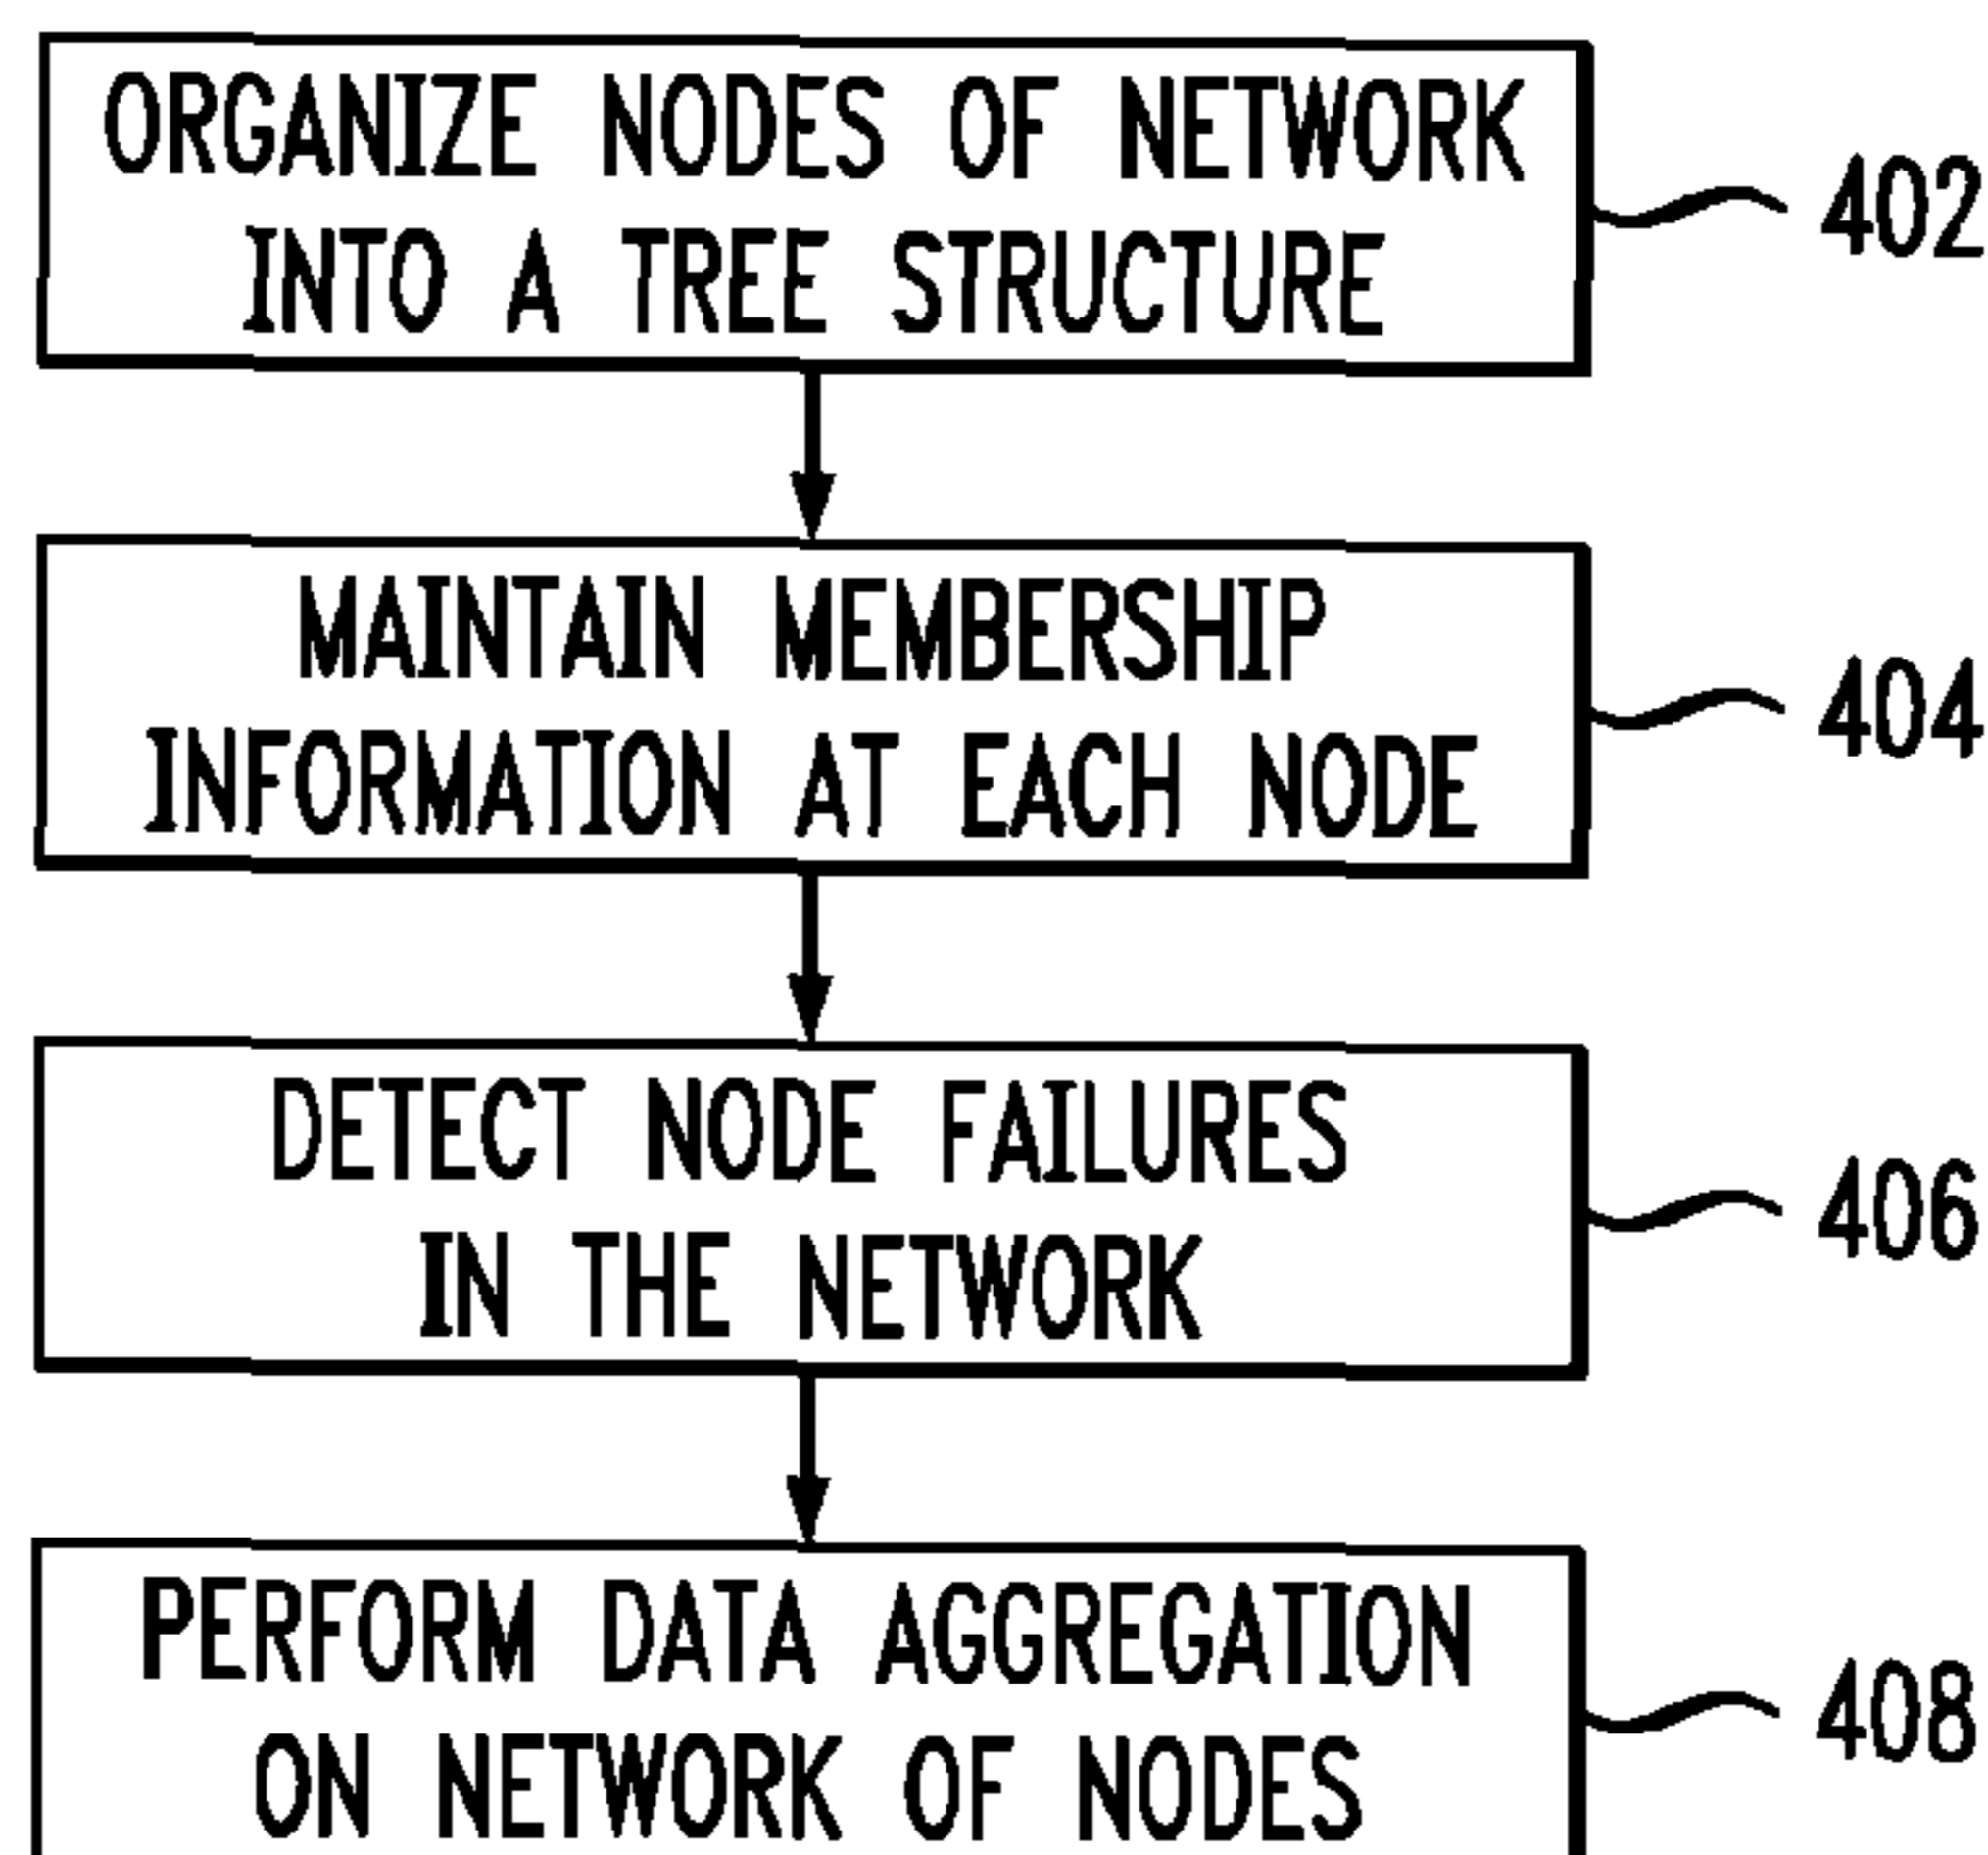 ORGANIZE NODES OF NETWORK
INTO A TREE STRUCTURE
402
MAINTAIN MEMBERSHIP
INFORMATION AT EACH NODE
404
DETECT NODE FAILURES
IN THE NETWORK
406
PERFORM DATA AGGREGATION
ON NETWORK OF NODES
408